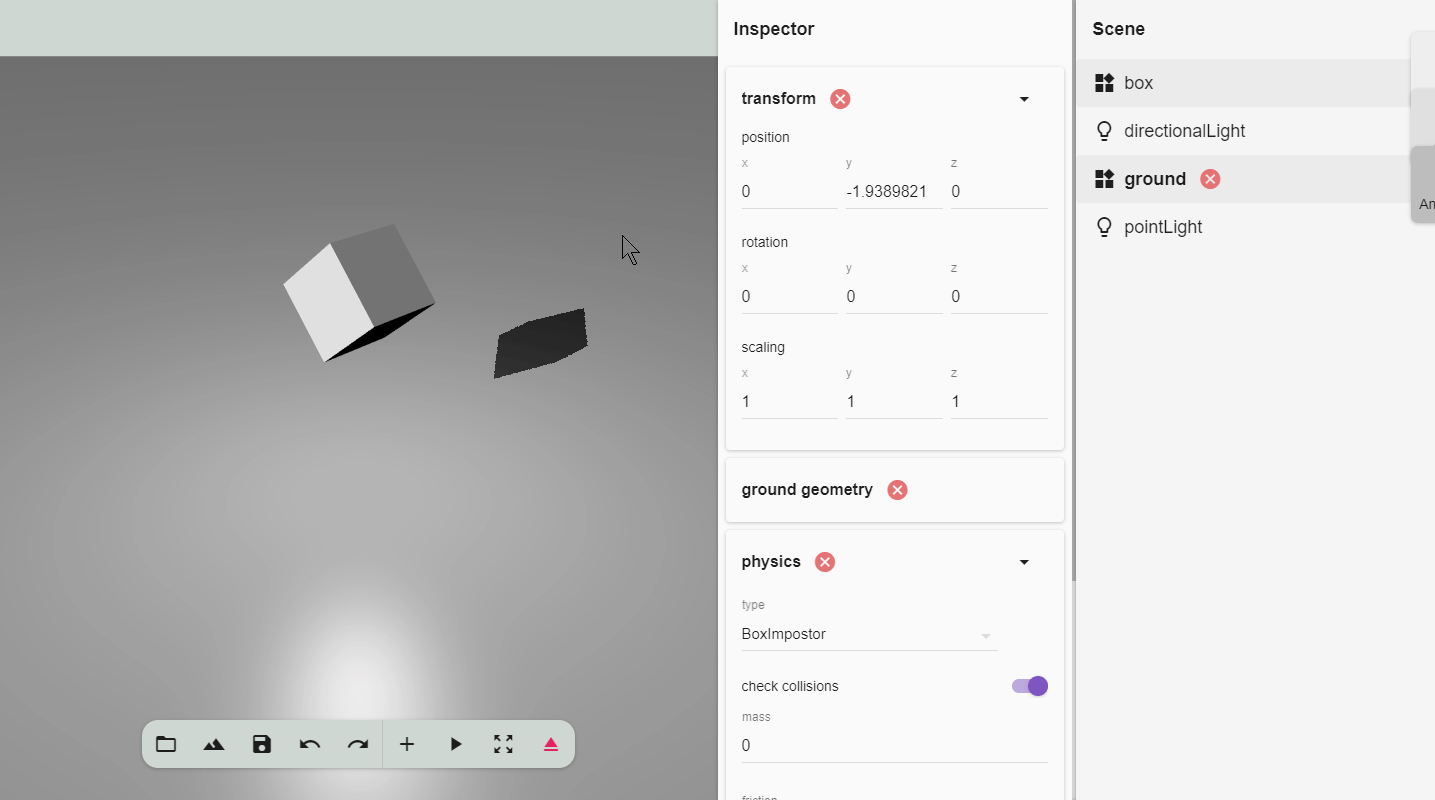 Inspector
transform
position
x y z
0 -1.9389821 0
rotation
x y z
0 0 0
scaling
x y z
1 1 1
ground geometry
physics
type
BoxImpostor
check collisions
mass
0
friction
Scene
box
directionalLight
ground
pointLight
An